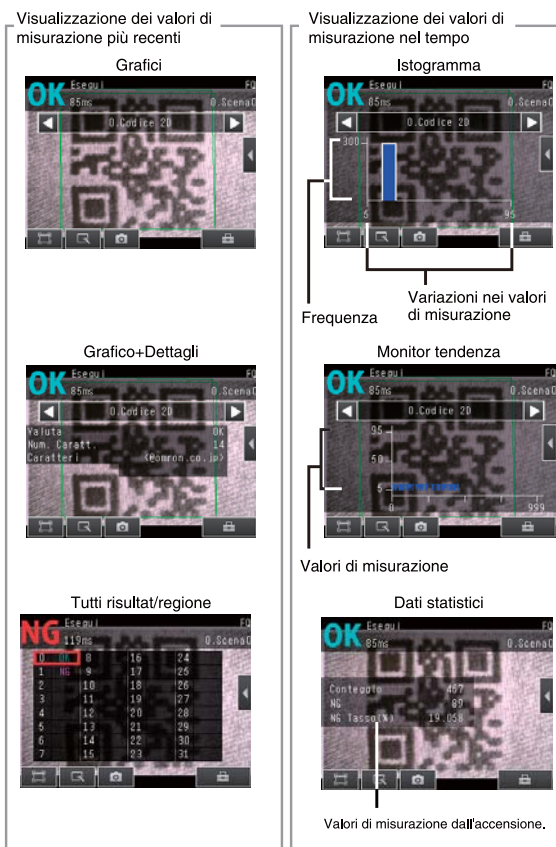 Visualizzazione dei valori di
misurazione più recenti
Grafici
Esegui FQ
OK 85ms 0.Scena0
0.Codice 2D
Grafico+Dettagli
Esegui FQ
OK 85ms 0.Scena0
0.Codice 2D
Valuta OK
Num. Caratt. 14
Caratteri (eomron.co.jp)
Tutti risultat/regione
Esegui FQ
NG 119ms 0.Scena0
0 OK 8 16 24
1 NG 9 17 25
2 10 18 26
3 11 19 27
4 12 20 28
5 13 21 29
6 14 22 30
7 15 23 31
Visualizzazione dei valori di
misurazione nel tempo
Istogramma
Esegui FQ
OK 85ms 0.Scena0
0.Codice 2D
300
5 95
Frequenza
Variazioni nei valori
di misurazione
Monitor tendenza
Esegui FQ
OK 85ms 0.Scena0
0.Codice 2D
95
50
5
0 999
Valori di misurazione
Dati statistici
Esegui FQ
OK 85ms 0.Scena0
Conteggio 467
NG 89
NG Tasso(%) 19.058
Valori di misurazione dall'accensione.